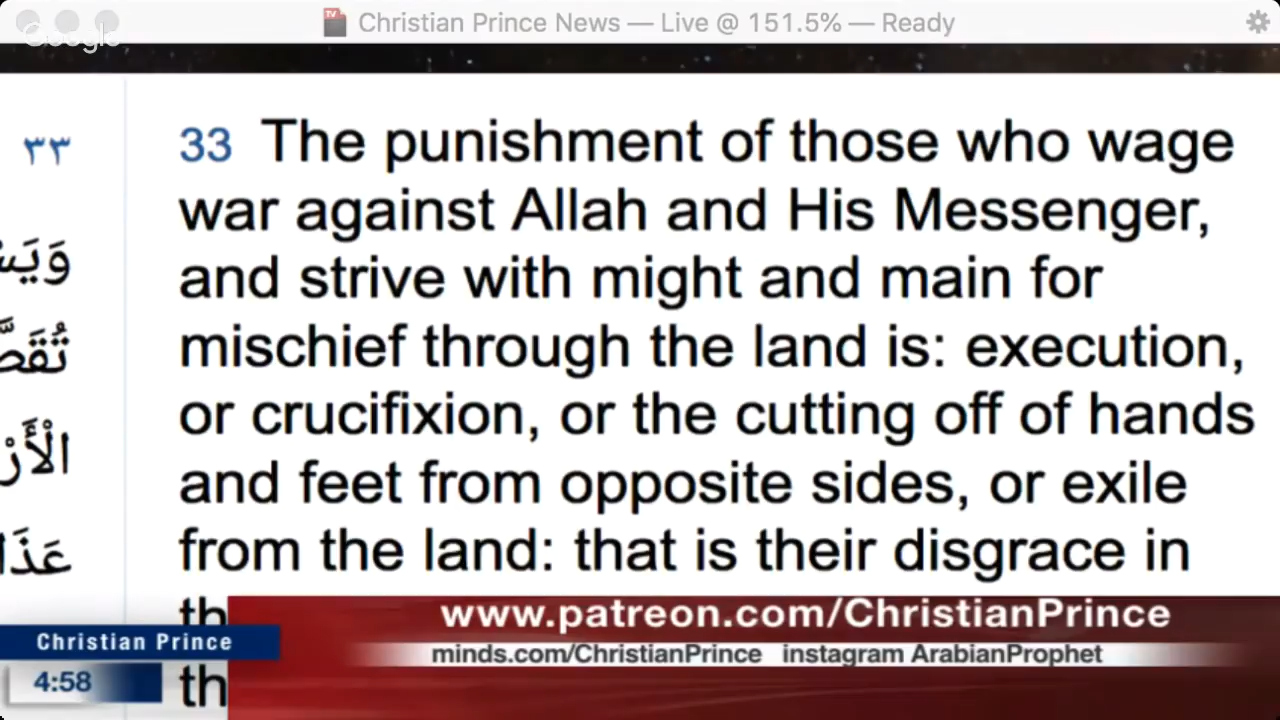 Christian Prince News — Live @ 151.5% — Ready
Google
٣٣
33 The punishment of those who wage
war against Allah and His Messenger,
and strive with might and main for
mischief through the land is: execution,
or crucifixion, or the cutting off of hands
and feet from opposite sides, or exile
from the land: that is their disgrace in
www.patreon.com/ChristianPrince
Christian Prince
minds.com/ChristianPrince instagram ArabianProphet
4:58